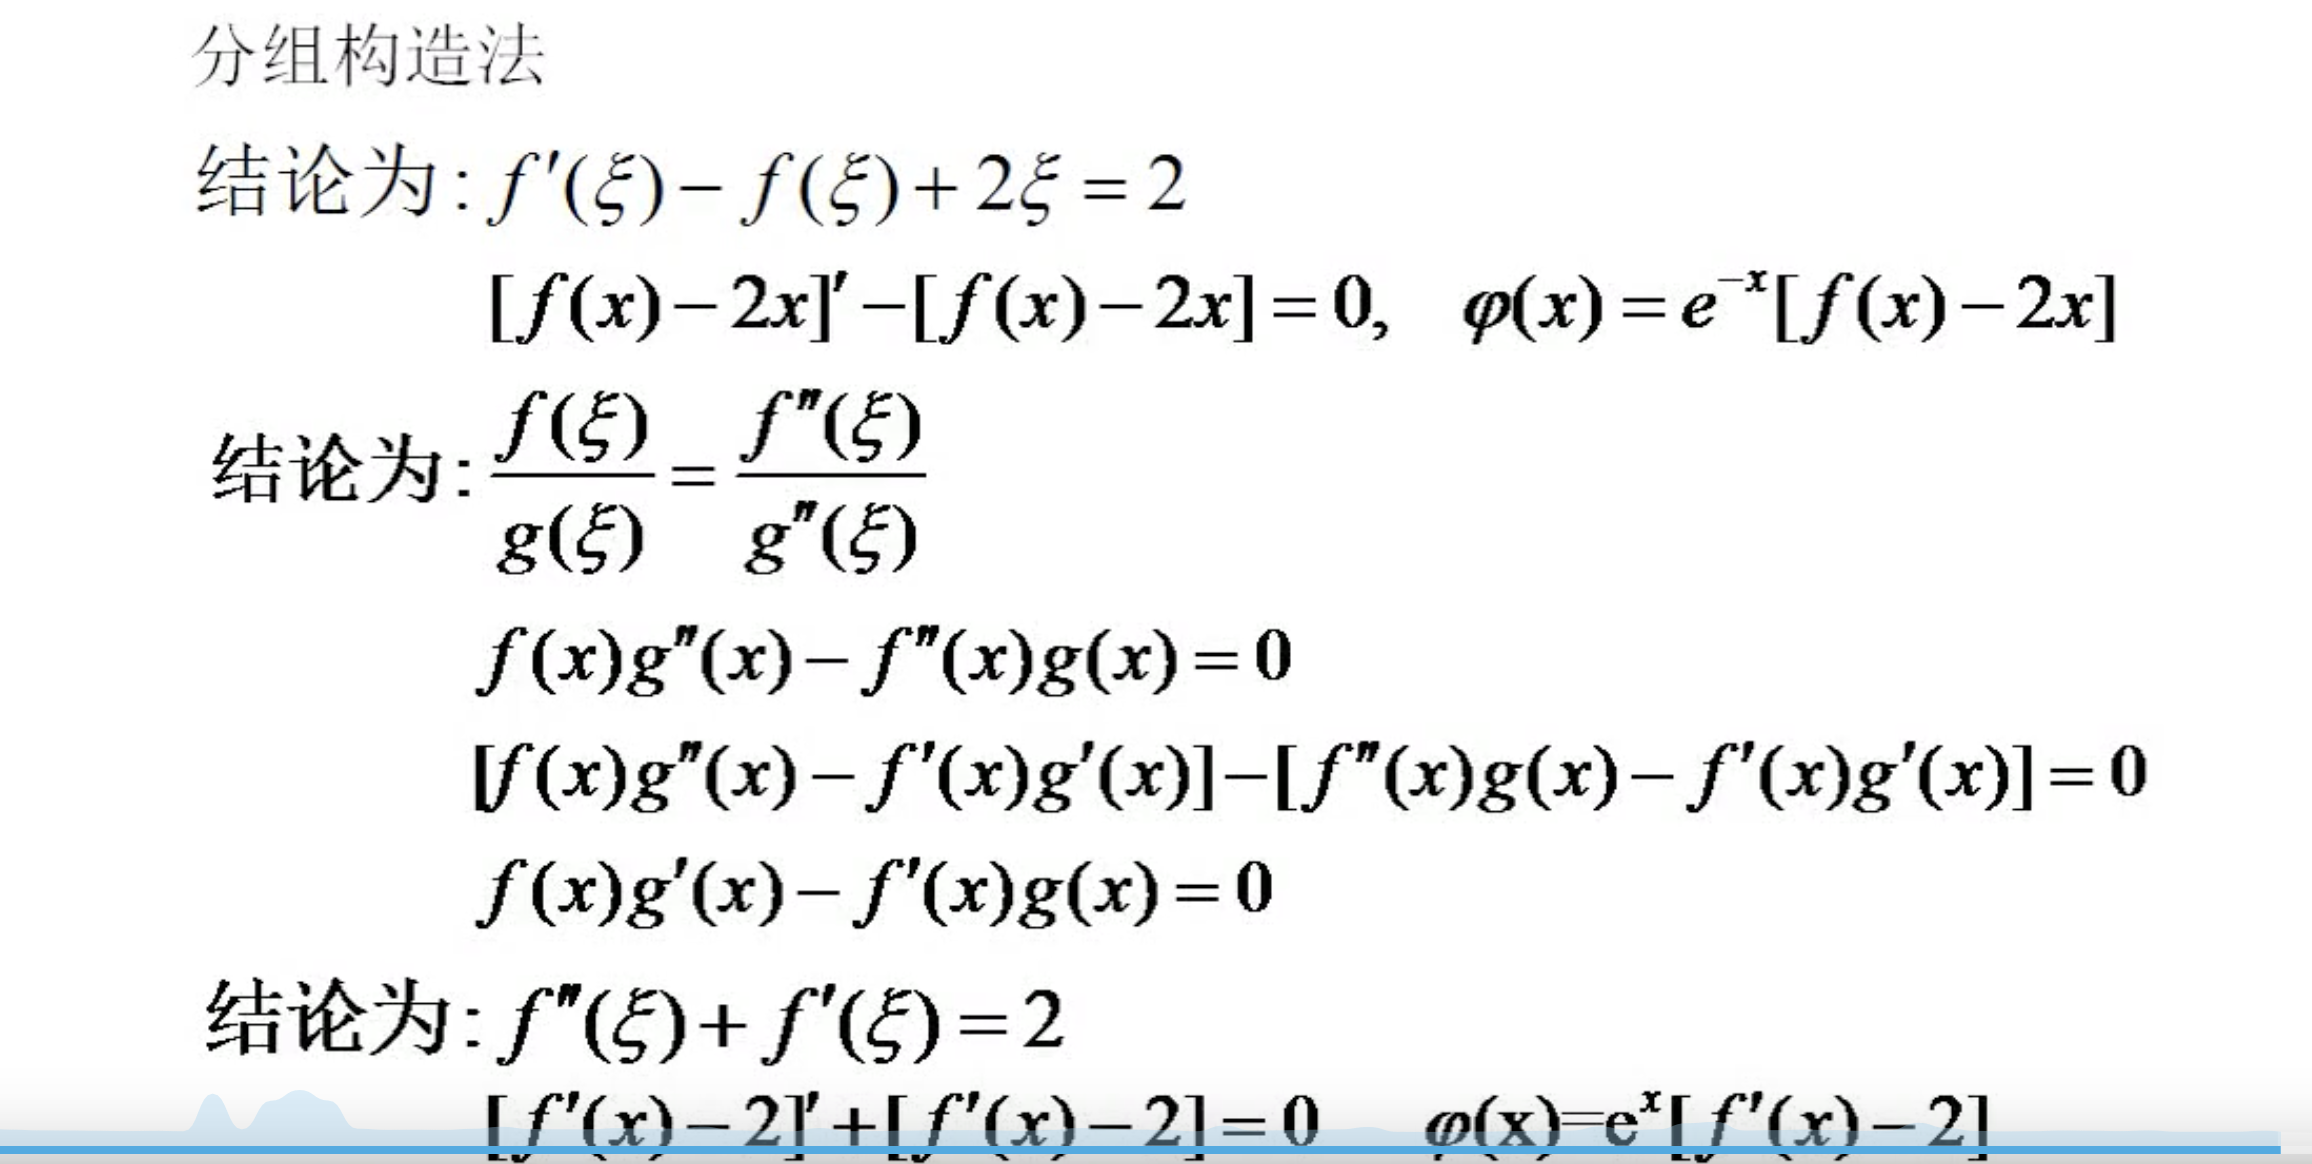 分组构造法
结论为:f′(ξ)−f(ξ)+2ξ=2
[f(x)−2x]′−[f(x)−2x]=0, φ(x)=e⁻ˣ[f(x)−2x]
结论为:f(ξ)/g(ξ)=f″(ξ)/g″(ξ)
f(x)g″(x)−f″(x)g(x)=0
[f(x)g″(x)−f′(x)g′(x)]−[f″(x)g(x)−f′(x)g′(x)]=0
f(x)g′(x)−f′(x)g(x)=0
结论为:f″(ξ)+f′(ξ)=2
[f′(x)−2]′+[f′(x)−2]=0 φ(x)=eˣ[f′(x)−2]